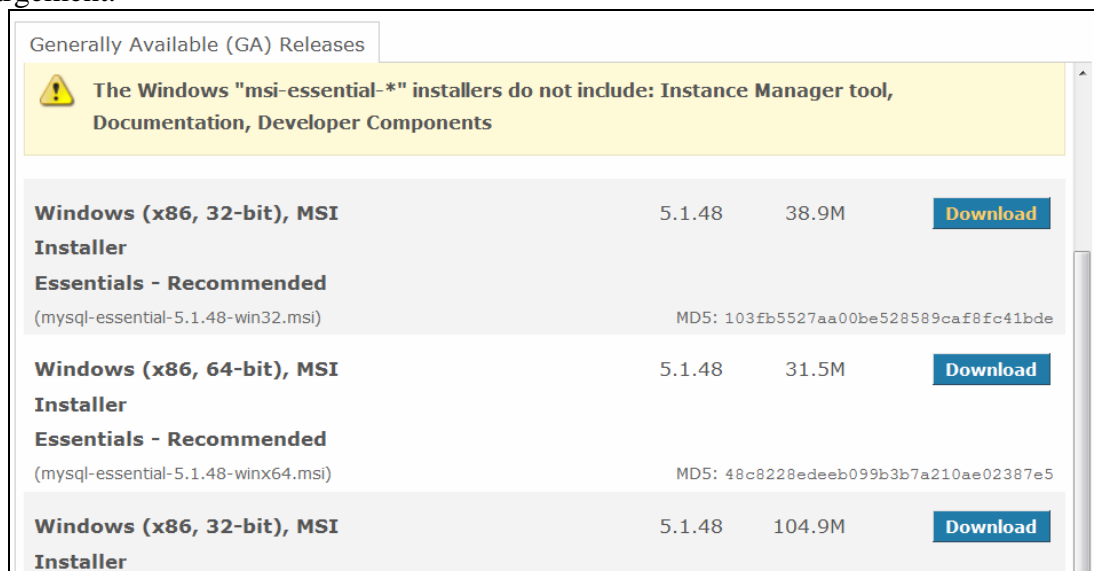 Generally Available (GA) Releases
The Windows "msi-essential-*" installers do not include: Instance Manager tool,
Documentation, Developer Components
Windows (x86, 32-bit), MSI 5.1.48 38.9M Download
Installer
Essentials - Recommended
(mysql-essential-5.1.48-win32.msi) MD5: 103fb5527aa00be528589caf8fc41bde
Windows (x86, 64-bit), MSI 5.1.48 31.5M Download
Installer
Essentials - Recommended
(mysql-essential-5.1.48-winx64.msi) MD5: 48c8228edeeb099b3b7a210ae02387e5
Windows (x86, 32-bit), MSI 5.1.48 104.9M Download
Installer